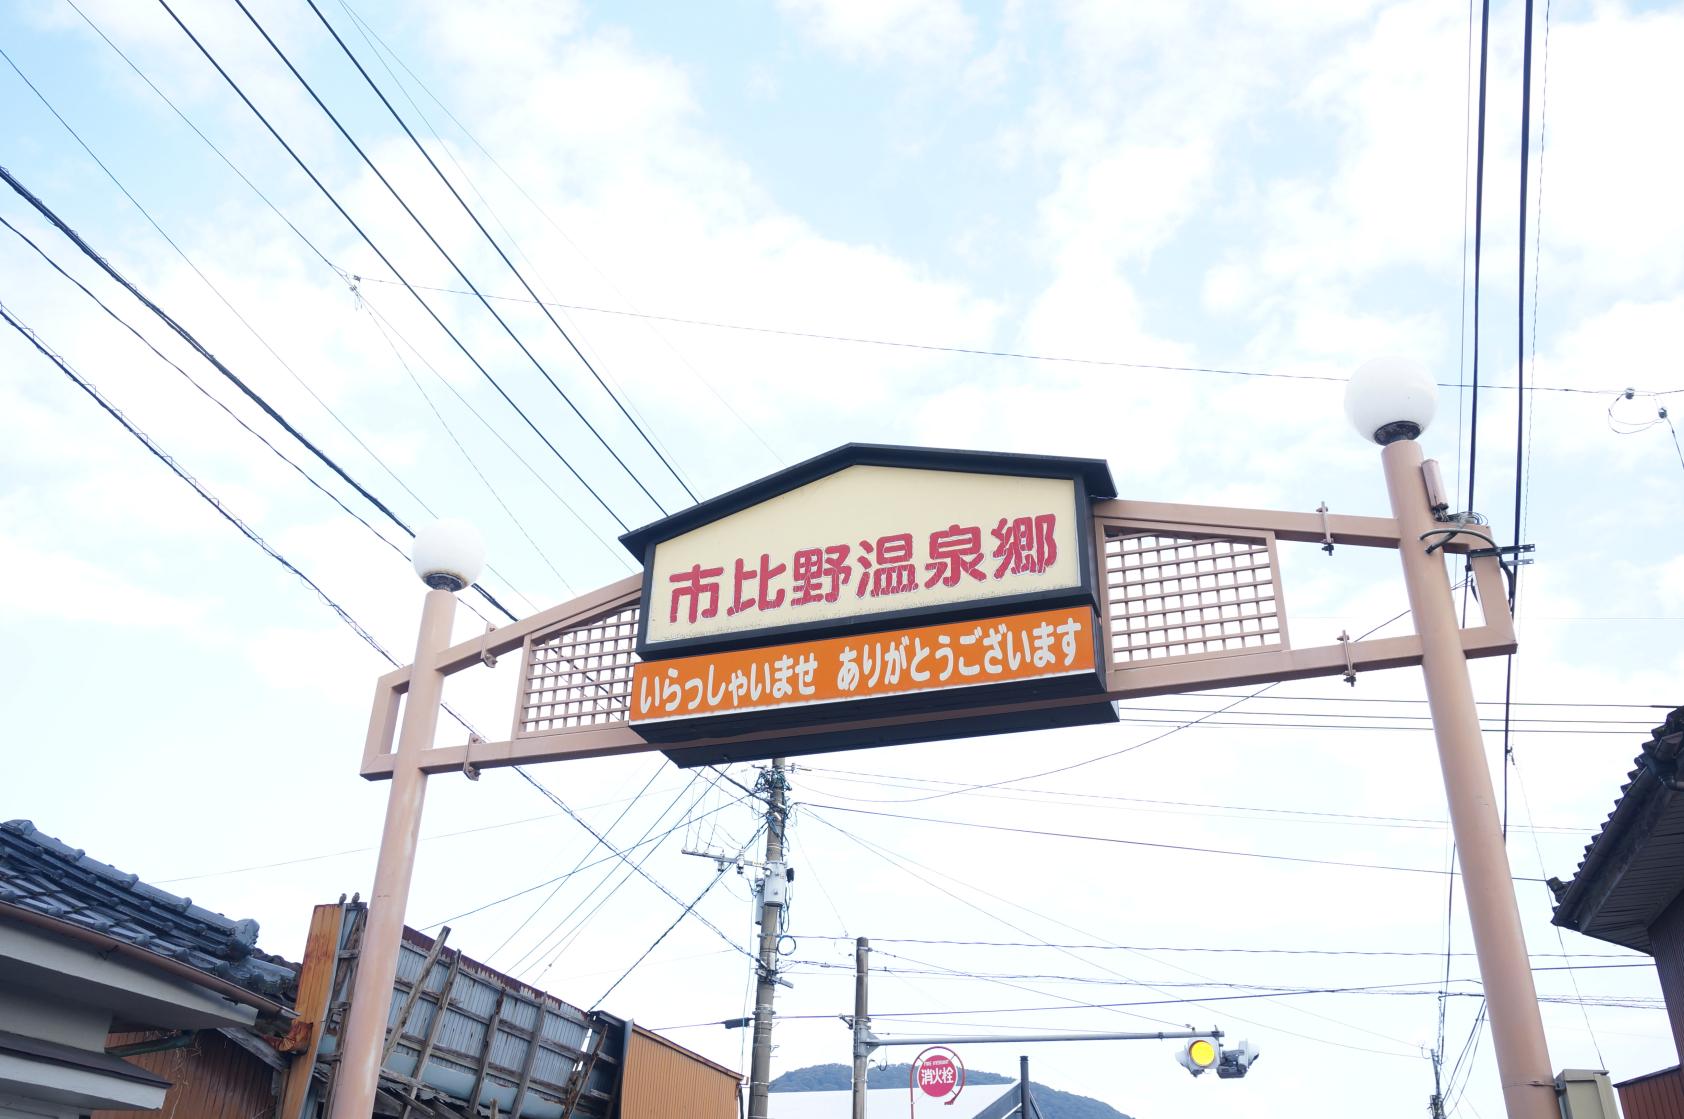 市比野温泉郷
いらっしゃいませ ありがとうございます
消火栓